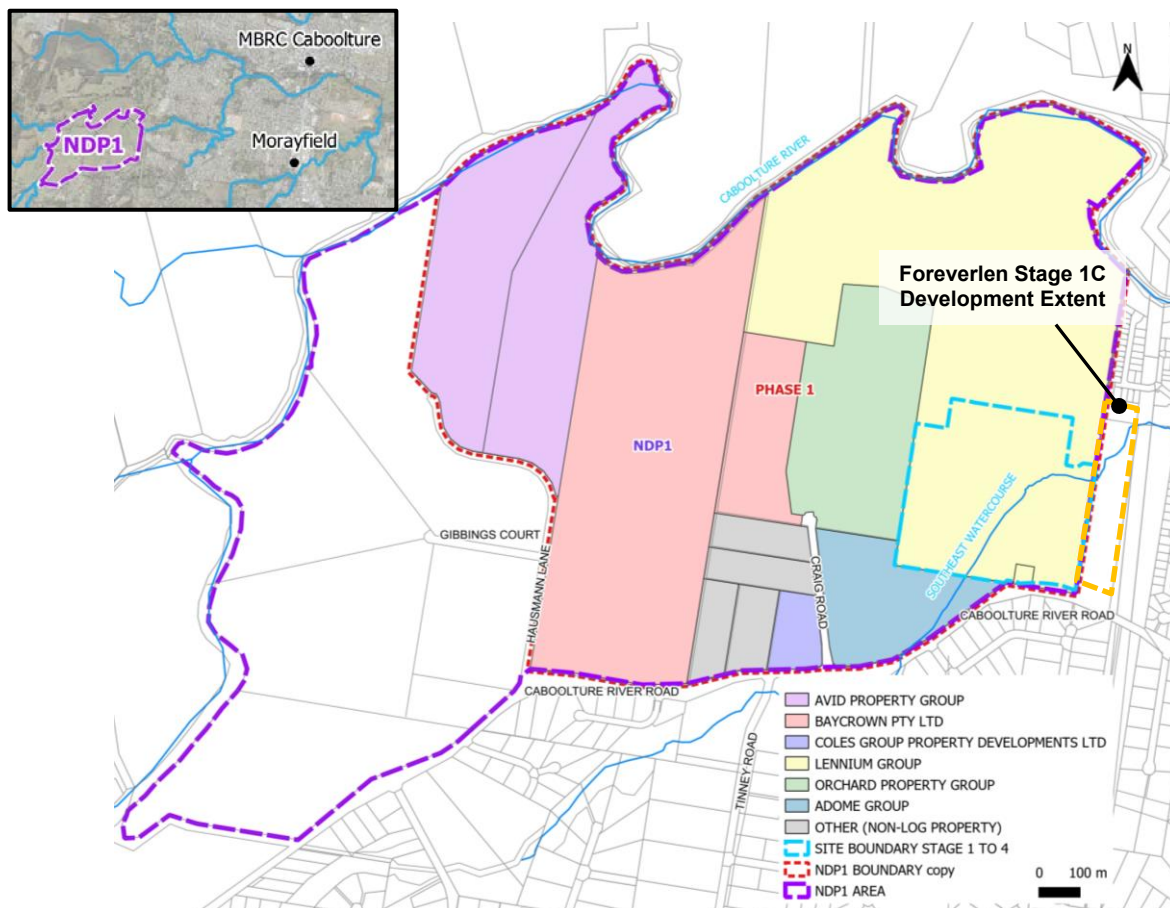 MBRC Caboolture
NDP1
Morayfield
N
CABOOLTURE RIVER
Foreverlen Stage 1C
Development Extent
PHASE 1
NDP1
GIBBINGS COURT
HAUSMANN LANE
CRAIG ROAD
SOUTHEAST WATERCOURSE
CABOOLTURE RIVER ROAD
CABOOLTURE RIVER ROAD
TINNEY ROAD
AVID PROPERTY GROUP
BAYCROWN PTY LTD
COLES GROUP PROPERTY DEVELOPMENTS LTD
LENNIUM GROUP
ORCHARD PROPERTY GROUP
ADOME GROUP
OTHER (NON-LOG PROPERTY)
SITE BOUNDARY STAGE 1 TO 4
NDP1 BOUNDARY copy
NDP1 AREA
0 100 m